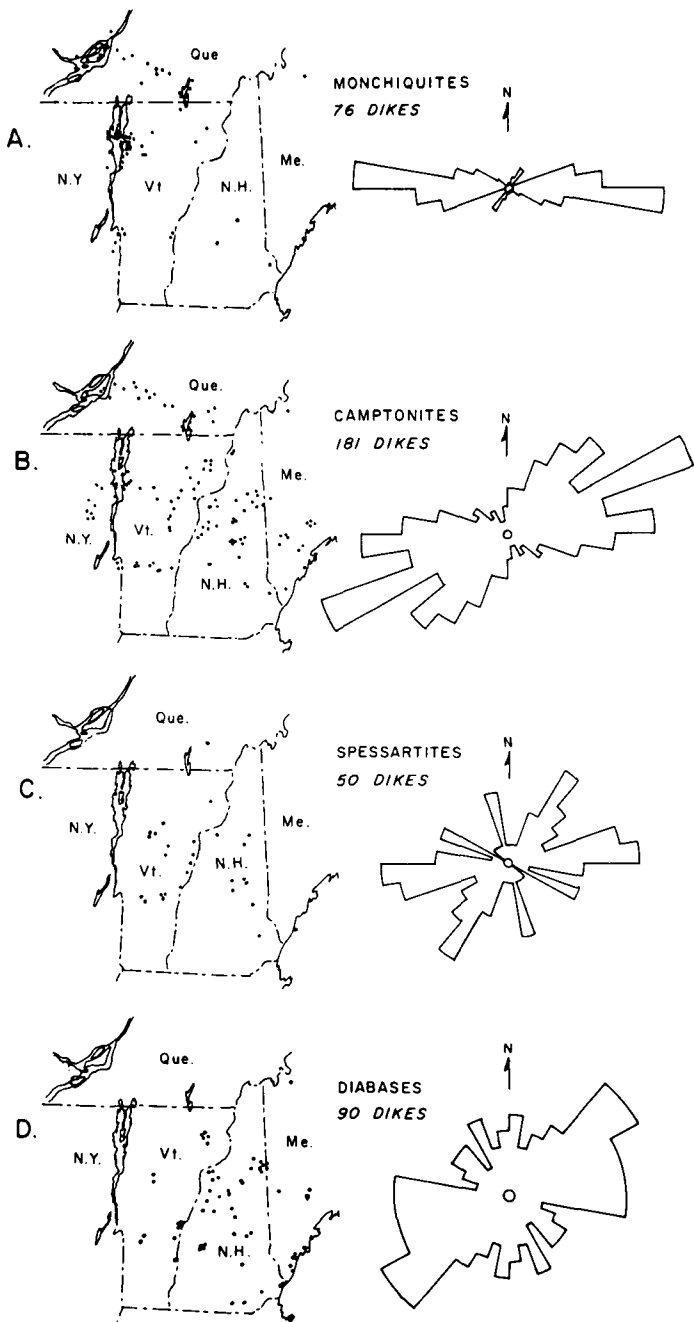 A.
Que
N.Y
Vt
N.H.
Me.
MONCHIQUITES
76 DIKES
N
B.
Que.
N.Y.
Vt.
N.H.
Me.
CAMPTONITES
181 DIKES
N
C.
Que.
N.Y.
Vt.
N.H.
Me.
SPESSARTITES
50 DIKES
N
D.
Que.
N.Y.
Vt.
N.H.
Me.
DIABASES
90 DIKES
N